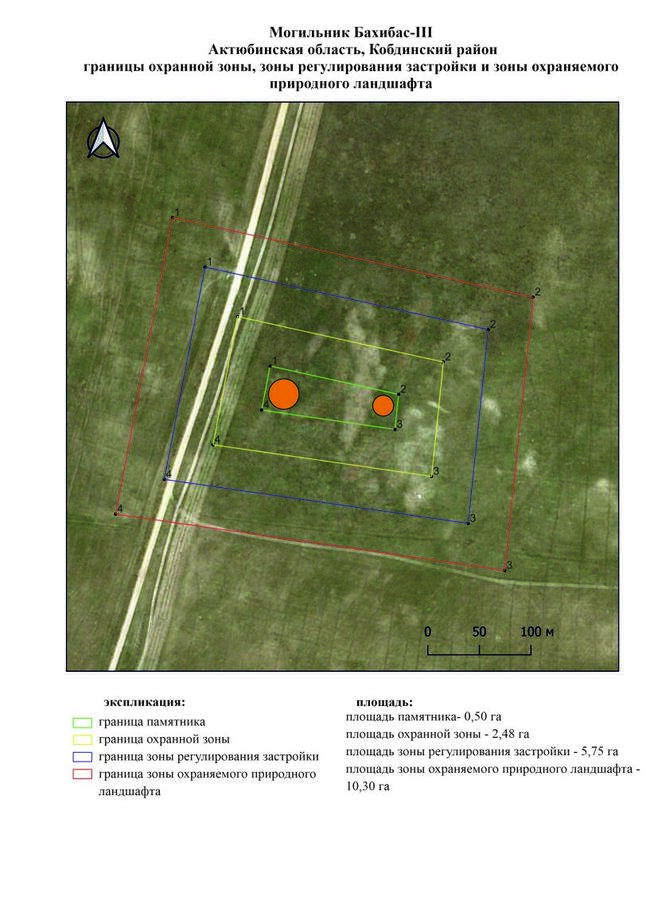 Могильник Бахибас-III
Актюбинская область, Кобдинский район
границы охранной зоны, зоны регулирования застройки и зоны охраняемого
природного ландшафта
1
2
1
2
1
2
1
2
4
3
4
3
4
3
4
3
0 50 100 м
экспликация:
граница памятника
граница охранной зоны
граница зоны регулирования застройки
граница зоны охраняемого природного
ландшафта
площадь:
площадь памятника- 0,50 га
площадь охранной зоны - 2,48 га
площадь зоны регулирования застройки - 5,75 га
площадь зоны охраняемого природного ландшафта -
10,30 га